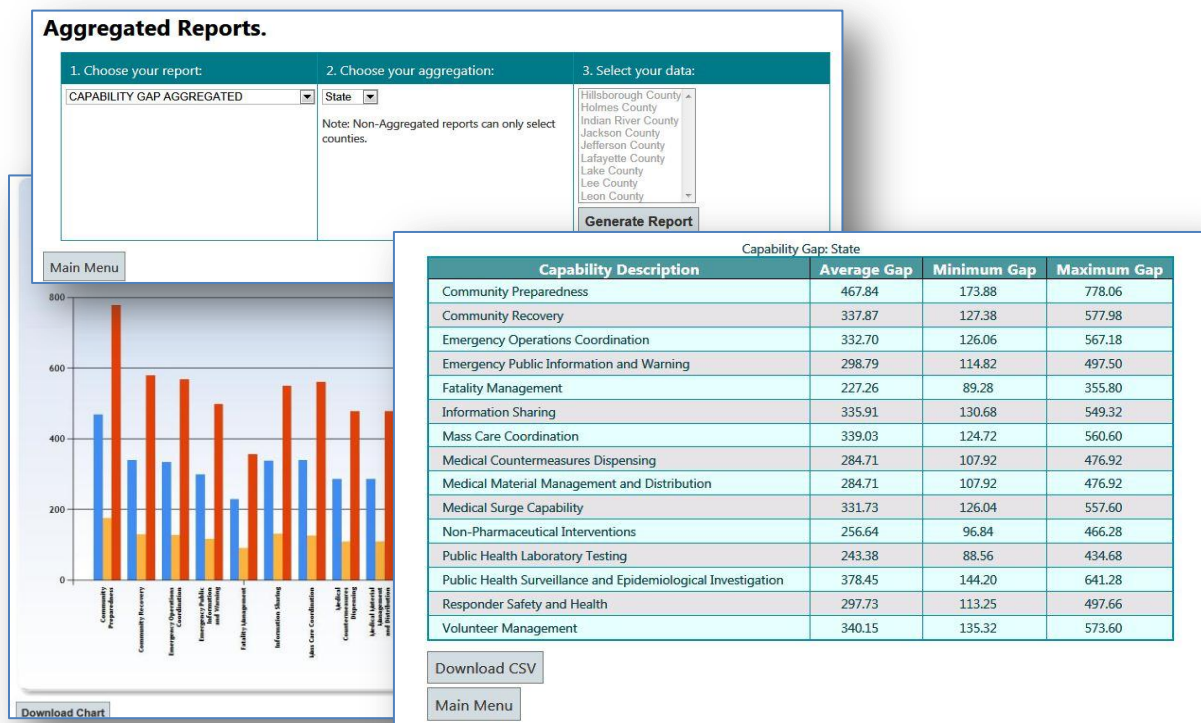 Aggregated Reports.
1. Choose your report: 2. Choose your aggregation: 3. Select your data:
CAPABILITY GAP AGGREGATED State
Note: Non-Aggregated reports can only select
counties.
Hillsborough County
Holmes County
Indian River County
Jackson County
Jefferson County
Lafayette County
Lake County
Lee County
Leon County
Generate Report
Main Menu
800
600
400
200
0
Community
Preparedness
Community Recovery
Emergency Operations
Coordination
Emergency Public
Information
and Warning
Fatality Management
Information Sharing
Mass Care Coordination
Medical
Countermeasures
Dispensing
Medical Material
Management
and Distribution
Download Chart
Capability Gap: State
Capability Description Average Gap Minimum Gap Maximum Gap
Community Preparedness 467.84 173.88 778.06
Community Recovery 337.87 127.38 577.98
Emergency Operations Coordination 332.70 126.06 567.18
Emergency Public Information and Warning 298.79 114.82 497.50
Fatality Management 227.26 89.28 355.80
Information Sharing 335.91 130.68 549.32
Mass Care Coordination 339.03 124.72 560.60
Medical Countermeasures Dispensing 284.71 107.92 476.92
Medical Material Management and Distribution 284.71 107.92 476.92
Medical Surge Capability 331.73 126.04 557.60
Non-Pharmaceutical Interventions 256.64 96.84 466.28
Public Health Laboratory Testing 243.38 88.56 434.68
Public Health Surveillance and Epidemiological Investigation 378.45 144.20 641.28
Responder Safety and Health 297.73 113.25 497.66
Volunteer Management 340.15 135.32 573.60
Download CSV
Main Menu